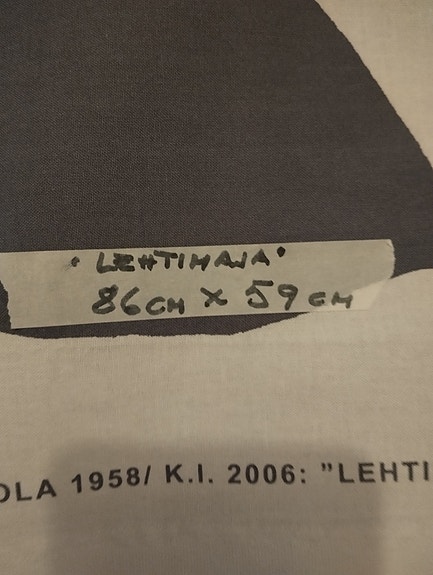 "LEHTIMAJA"
86CM X 59CM
OLA 1958/ K.I. 2006: "LEHTI